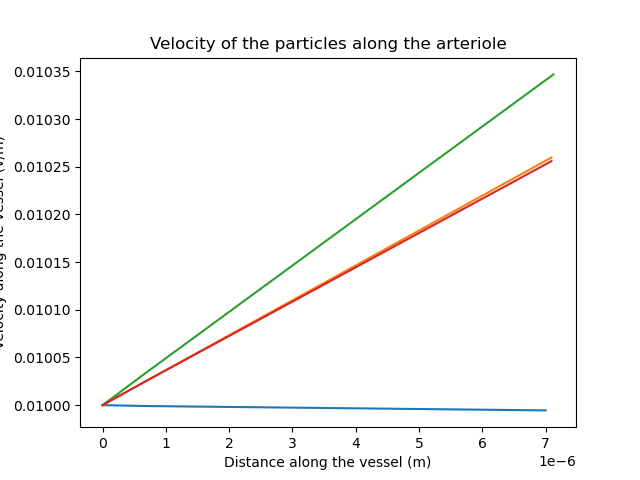 Velocity of the particles along the arteriole
0.01035
0.01030
0.01025
0.01020
0.01015
0.01010
0.01005
0.01000
Velocity along the vessel (v/m)
0 1 2 3 4 5 6 7
1e−6
Distance along the vessel (m)